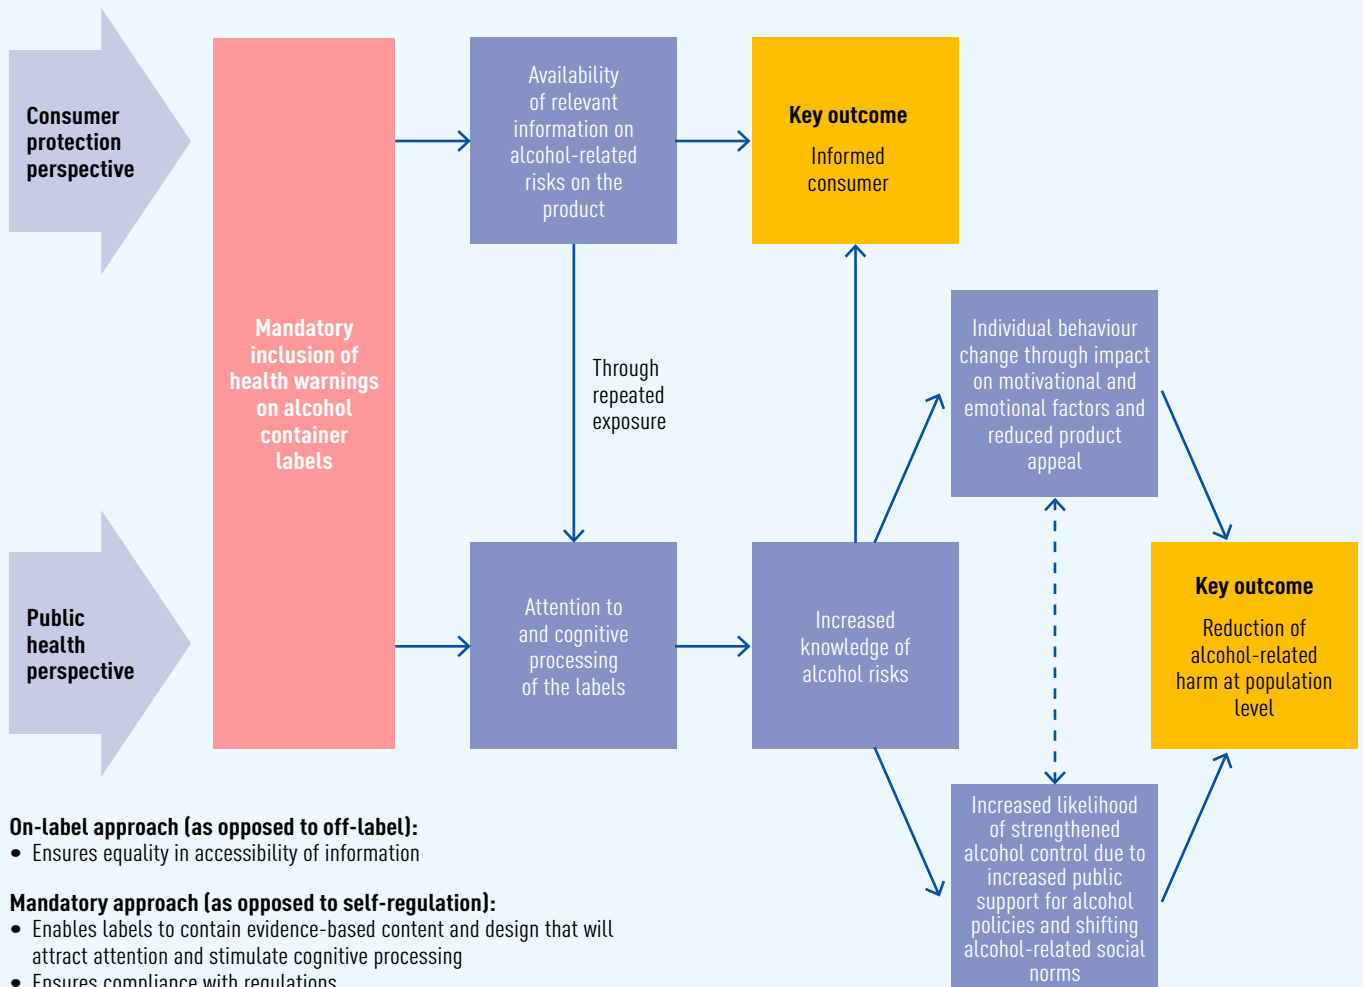 Consumer
protection
perspective
Mandatory
inclusion of
health warnings
on alcohol
container
labels
Availability
of relevant
information on
alcohol-related
risks on the
product
Key outcome
Informed
consumer
Through
repeated
exposure
Individual behaviour
change through impact
on motivational and
emotional factors and
reduced product
appeal
Public
health
perspective
Attention to
and cognitive
processing
of the labels
Increased
knowledge of
alcohol risks
Key outcome
Reduction of
alcohol-related
harm at population
level
Increased likelihood
of strengthened
alcohol control due to
increased public
support for alcohol
policies and shifting
alcohol-related social
norms
On-label approach (as opposed to off-label):
• Ensures equality in accessibility of information
Mandatory approach (as opposed to self-regulation):
• Enables labels to contain evidence-based content and design that will
attract attention and stimulate cognitive processing
• Ensures compliance with regulations